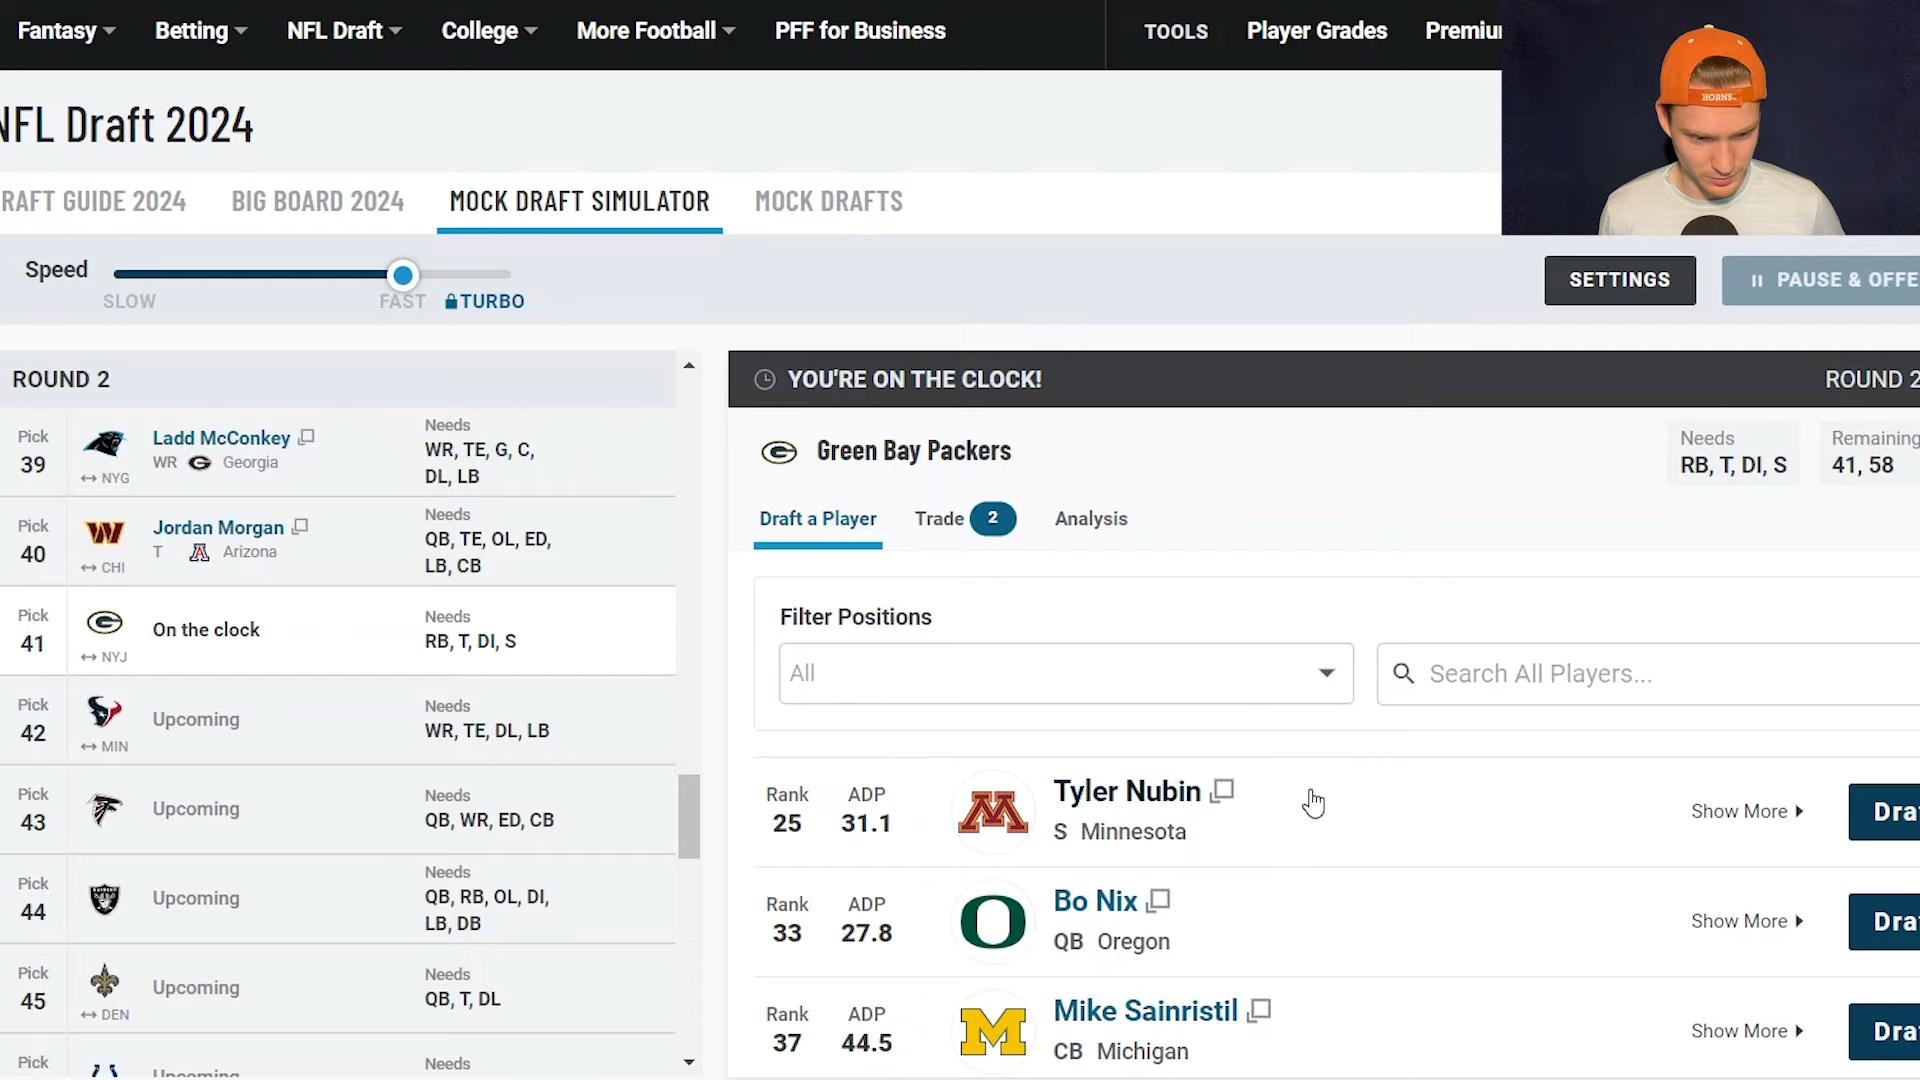 Fantasy Betting NFL Draft College More Football PFF for Business TOOLS Player Grades Premiu
HORNS
NFL Draft 2024
RAFT GUIDE 2024 BIG BOARD 2024 MOCK DRAFT SIMULATOR MOCK DRAFTS
Speed
SLOW FAST TURBO
SETTINGS
PAUSE & OFFE
ROUND 2
Pick 39
NYG
Ladd McConkey
WR G Georgia
Needs
WR, TE, G, C,
DL, LB
Pick 40
W
CHI
Jordan Morgan
T A Arizona
Needs
QB, TE, OL, ED,
LB, CB
Pick 41
G
NYJ
On the clock
Needs
RB, T, DI, S
Pick 42
MIN
Upcoming
Needs
WR, TE, DL, LB
Pick 43
Upcoming
Needs
QB, WR, ED, CB
Pick 44
Upcoming
Needs
QB, RB, OL, DI,
LB, DB
Pick 45
DEN
Upcoming
Needs
QB, T, DL
Pick
Upcoming
Needs
YOU'RE ON THE CLOCK!
ROUND 2
G Green Bay Packers
Needs
RB, T, DI, S
Remaining
41, 58
Draft a Player Trade 2 Analysis
Filter Positions
All
Search All Players...
Rank 25
ADP 31.1
M
Tyler Nubin
S Minnesota
Show More
Dra
Rank 33
ADP 27.8
O
Bo Nix
QB Oregon
Show More
Dra
Rank 37
ADP 44.5
M
Mike Sainristil
CB Michigan
Show More
Dra